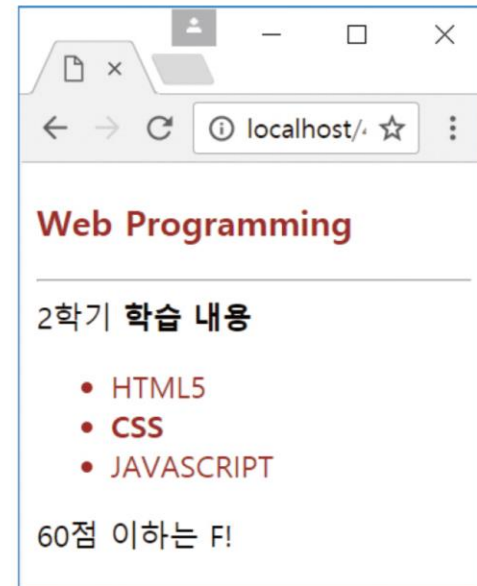 localhost/
Web Programming
2학기 학습 내용
HTML5
CSS
JAVASCRIPT
60점 이하는 F!